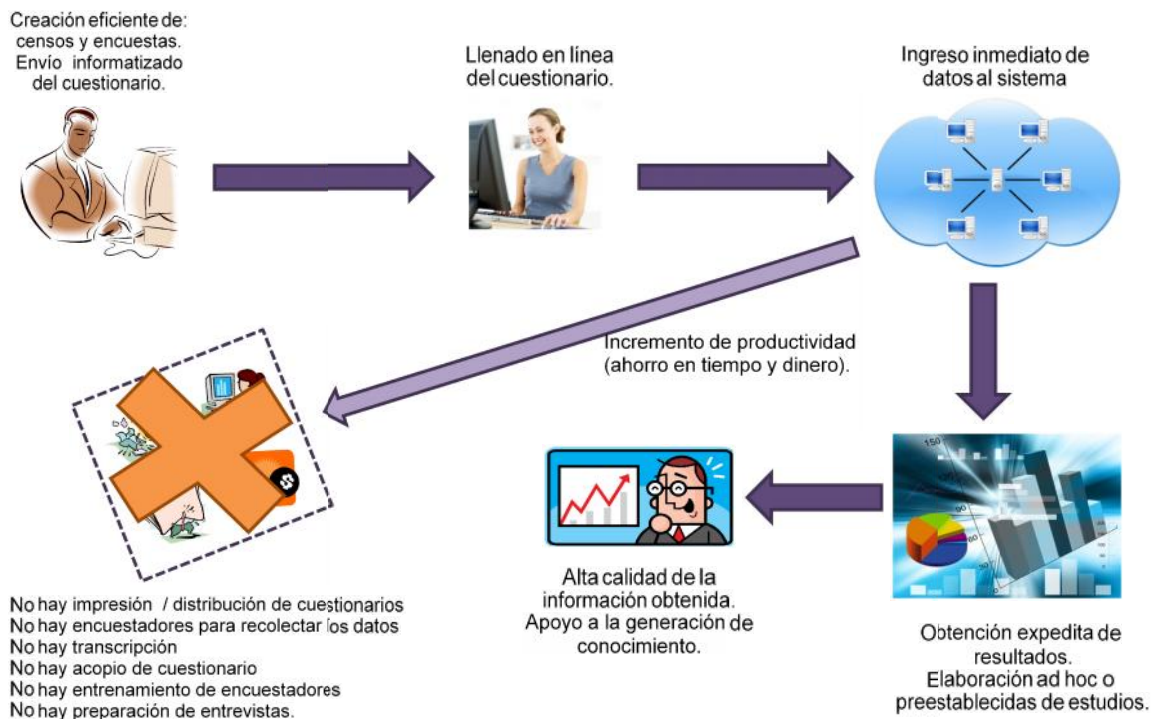 Creación eficiente de:
censos y encuestas.
Envío informatizado
del cuestionario.
Llenado en línea
del cuestionario.
Ingreso inmediato de
datos al sistema
Incremento de productividad
(ahorro en tiempo y dinero).
No hay impresión / distribución de cuestionarios
No hay encuestadores para recolectar los datos
No hay transcripción
No hay acopio de cuestionario
No hay entrenamiento de encuestadores
No hay preparación de entrevistas.
Alta calidad de la
información obtenida.
Apoyo a la generación de
conocimiento.
150
Obtención expedita de
resultados.
Elaboración ad hoc o
preestablecidas de estudios.